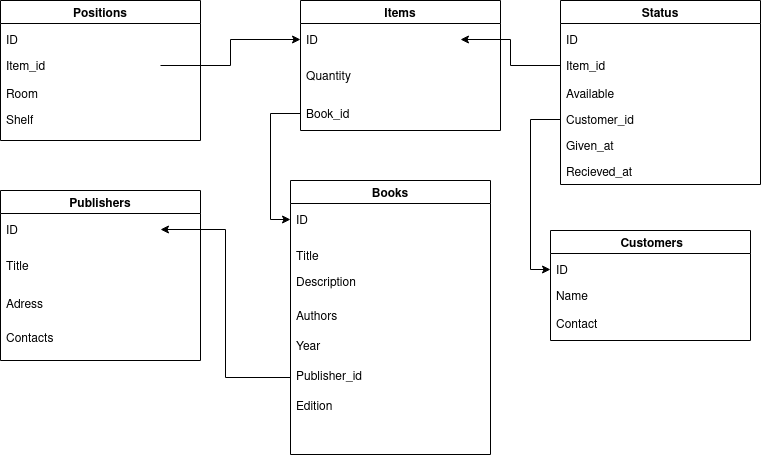 Positions
ID
Item_id
Room
Shelf
Items
ID
Quantity
Book_id
Status
ID
Item_id
Available
Customer_id
Given_at
Recieved_at
Publishers
ID
Title
Adress
Contacts
Books
ID
Title
Description
Authors
Year
Publisher_id
Edition
Customers
ID
Name
Contact